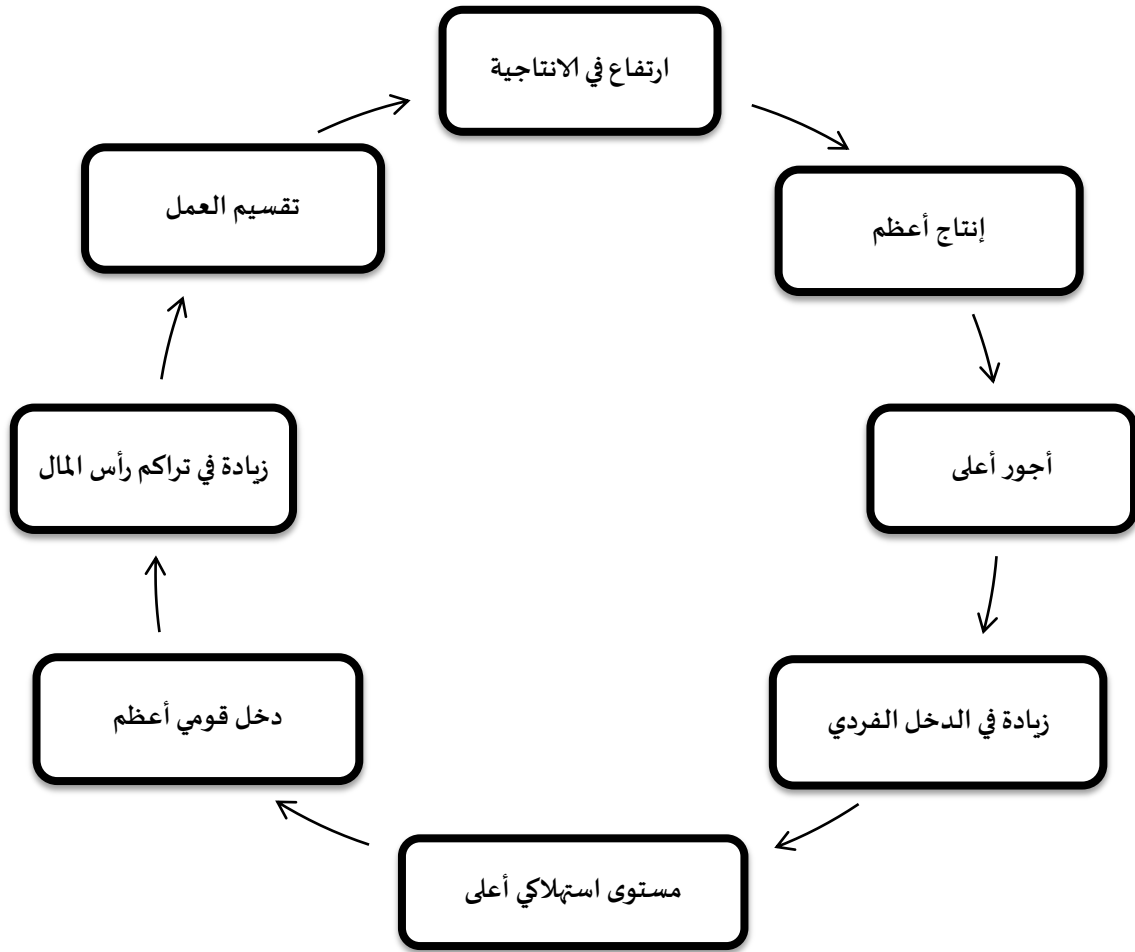 ارتفاع في الانتاجية
إنتاج أعظم
أجور أعلى
زيادة في الدخل الفردي
مستوى استهلاكي أعلى
دخل قومي أعظم
زيادة في تراكم رأس المال
تقسيم العمل